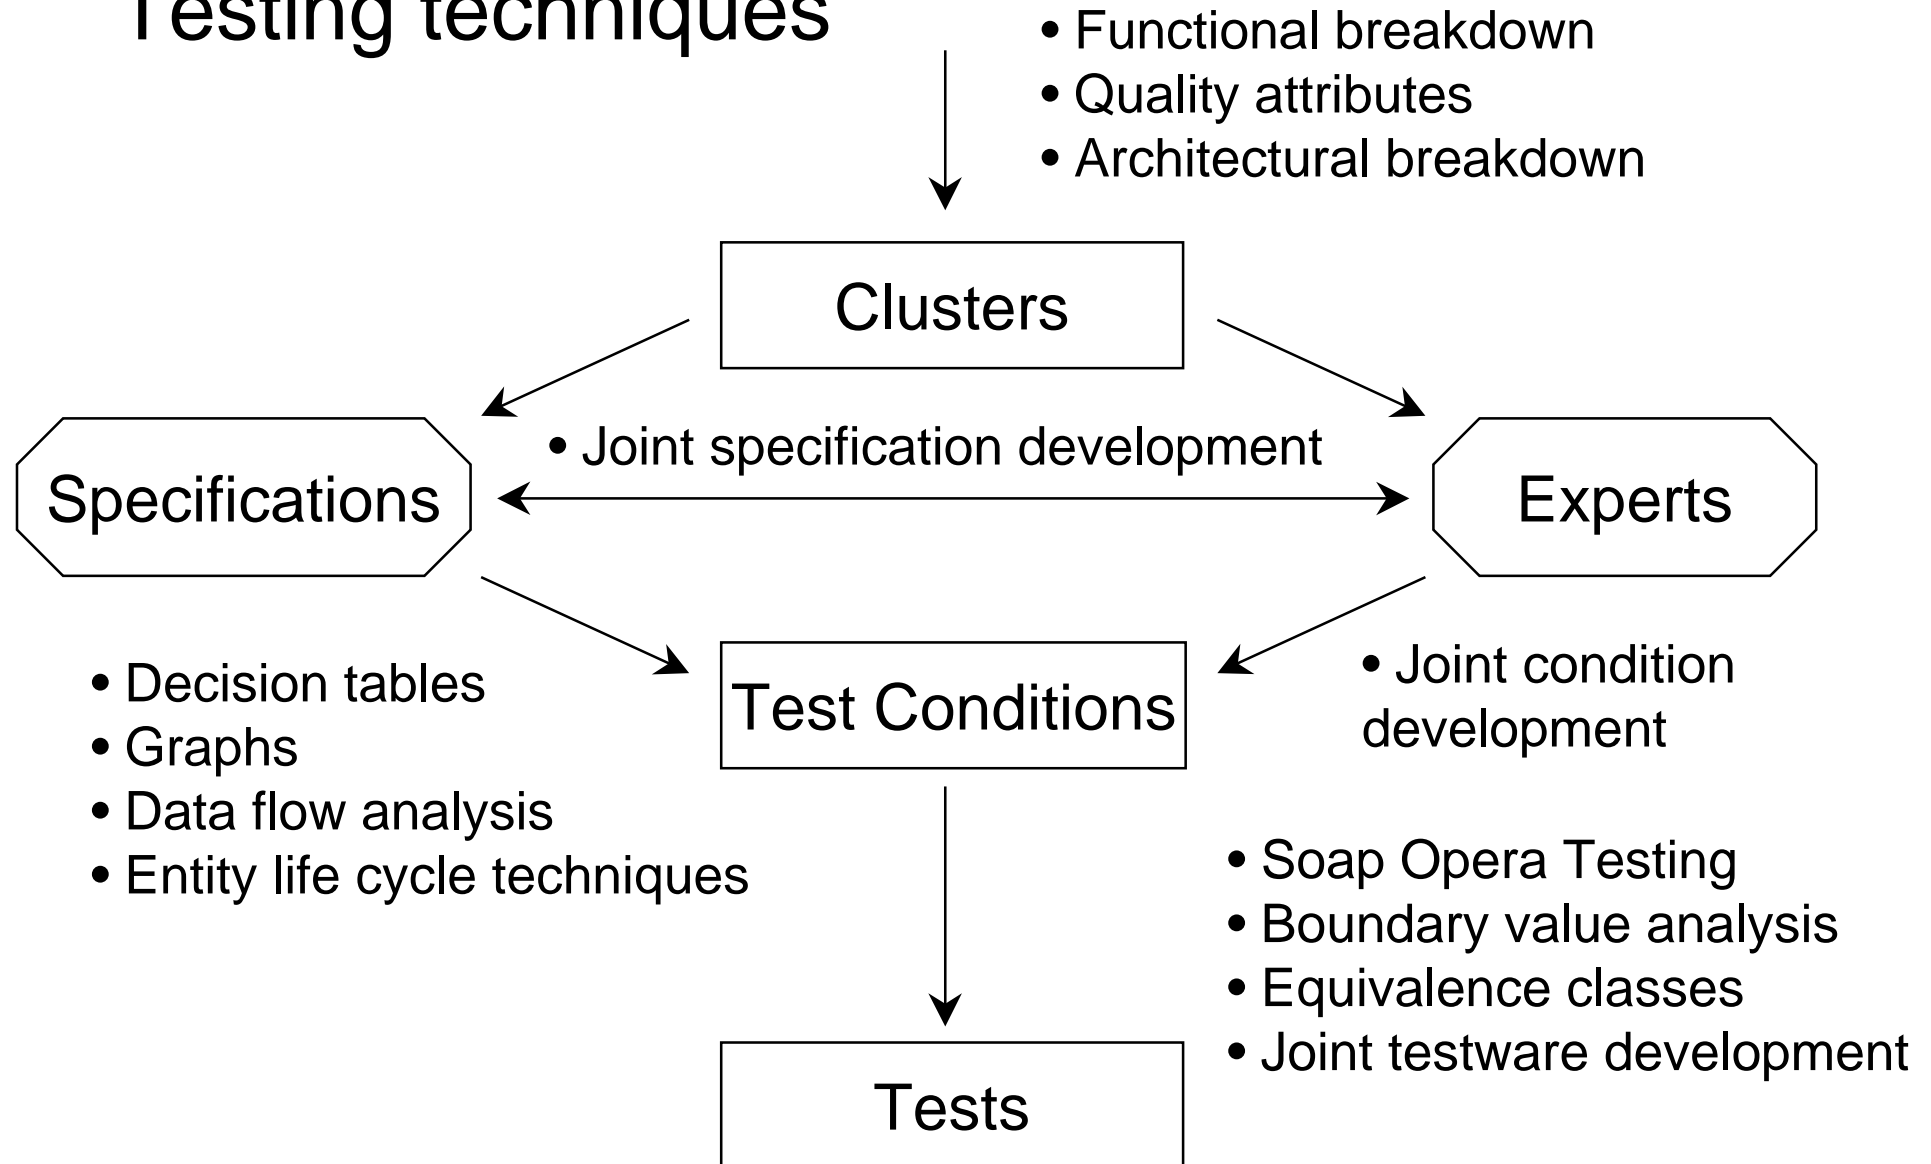 Testing techniques
• Functional breakdown
• Quality attributes
• Architectural breakdown
Clusters
• Joint specification development
Specifications
Experts
• Decision tables
• Graphs
• Data flow analysis
• Entity life cycle techniques
Test Conditions
• Joint condition
development
• Soap Opera Testing
• Boundary value analysis
• Equivalence classes
• Joint testware development
Tests